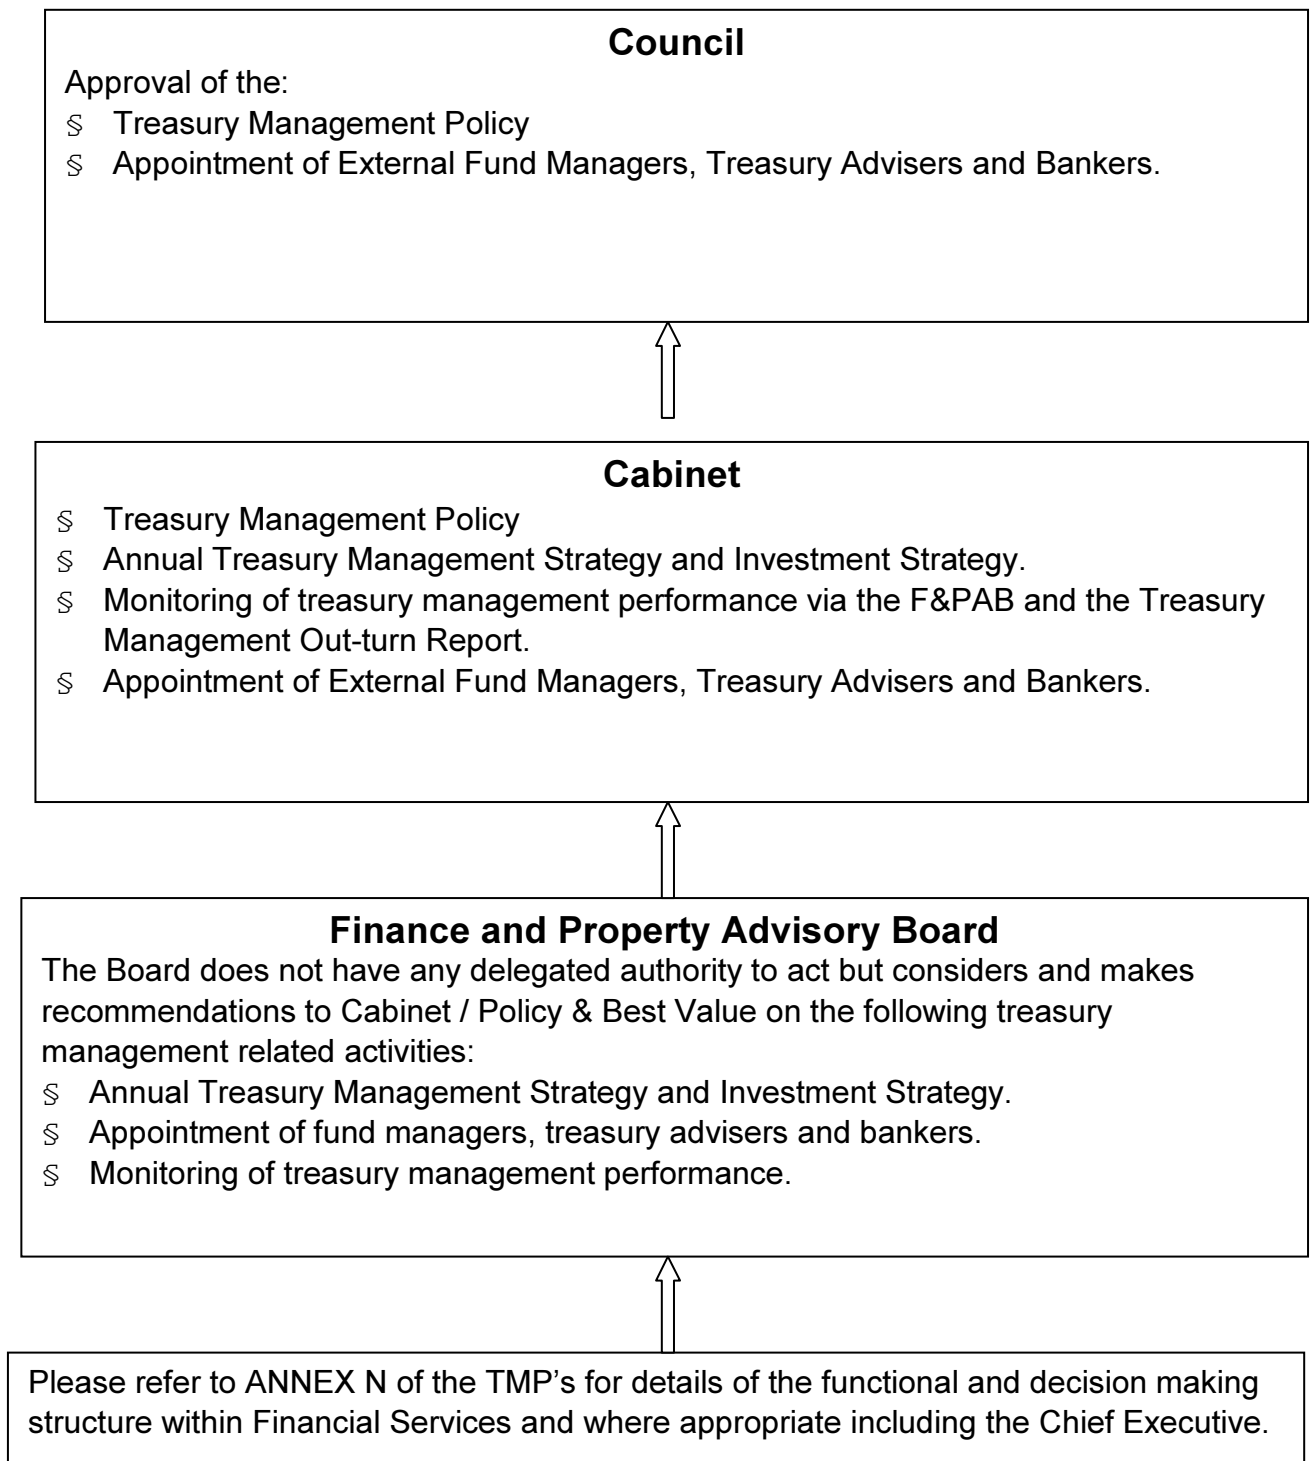 Council
Approval of the:
§ Treasury Management Policy
§ Appointment of External Fund Managers, Treasury Advisers and Bankers.
Cabinet
§ Treasury Management Policy
§ Annual Treasury Management Strategy and Investment Strategy.
§ Monitoring of treasury management performance via the F&PAB and the Treasury
Management Out-turn Report.
§ Appointment of External Fund Managers, Treasury Advisers and Bankers.
Finance and Property Advisory Board
The Board does not have any delegated authority to act but considers and makes
recommendations to Cabinet / Policy & Best Value on the following treasury
management related activities:
§ Annual Treasury Management Strategy and Investment Strategy.
§ Appointment of fund managers, treasury advisers and bankers.
§ Monitoring of treasury management performance.
Please refer to ANNEX N of the TMP’s for details of the functional and decision making
structure within Financial Services and where appropriate including the Chief Executive.